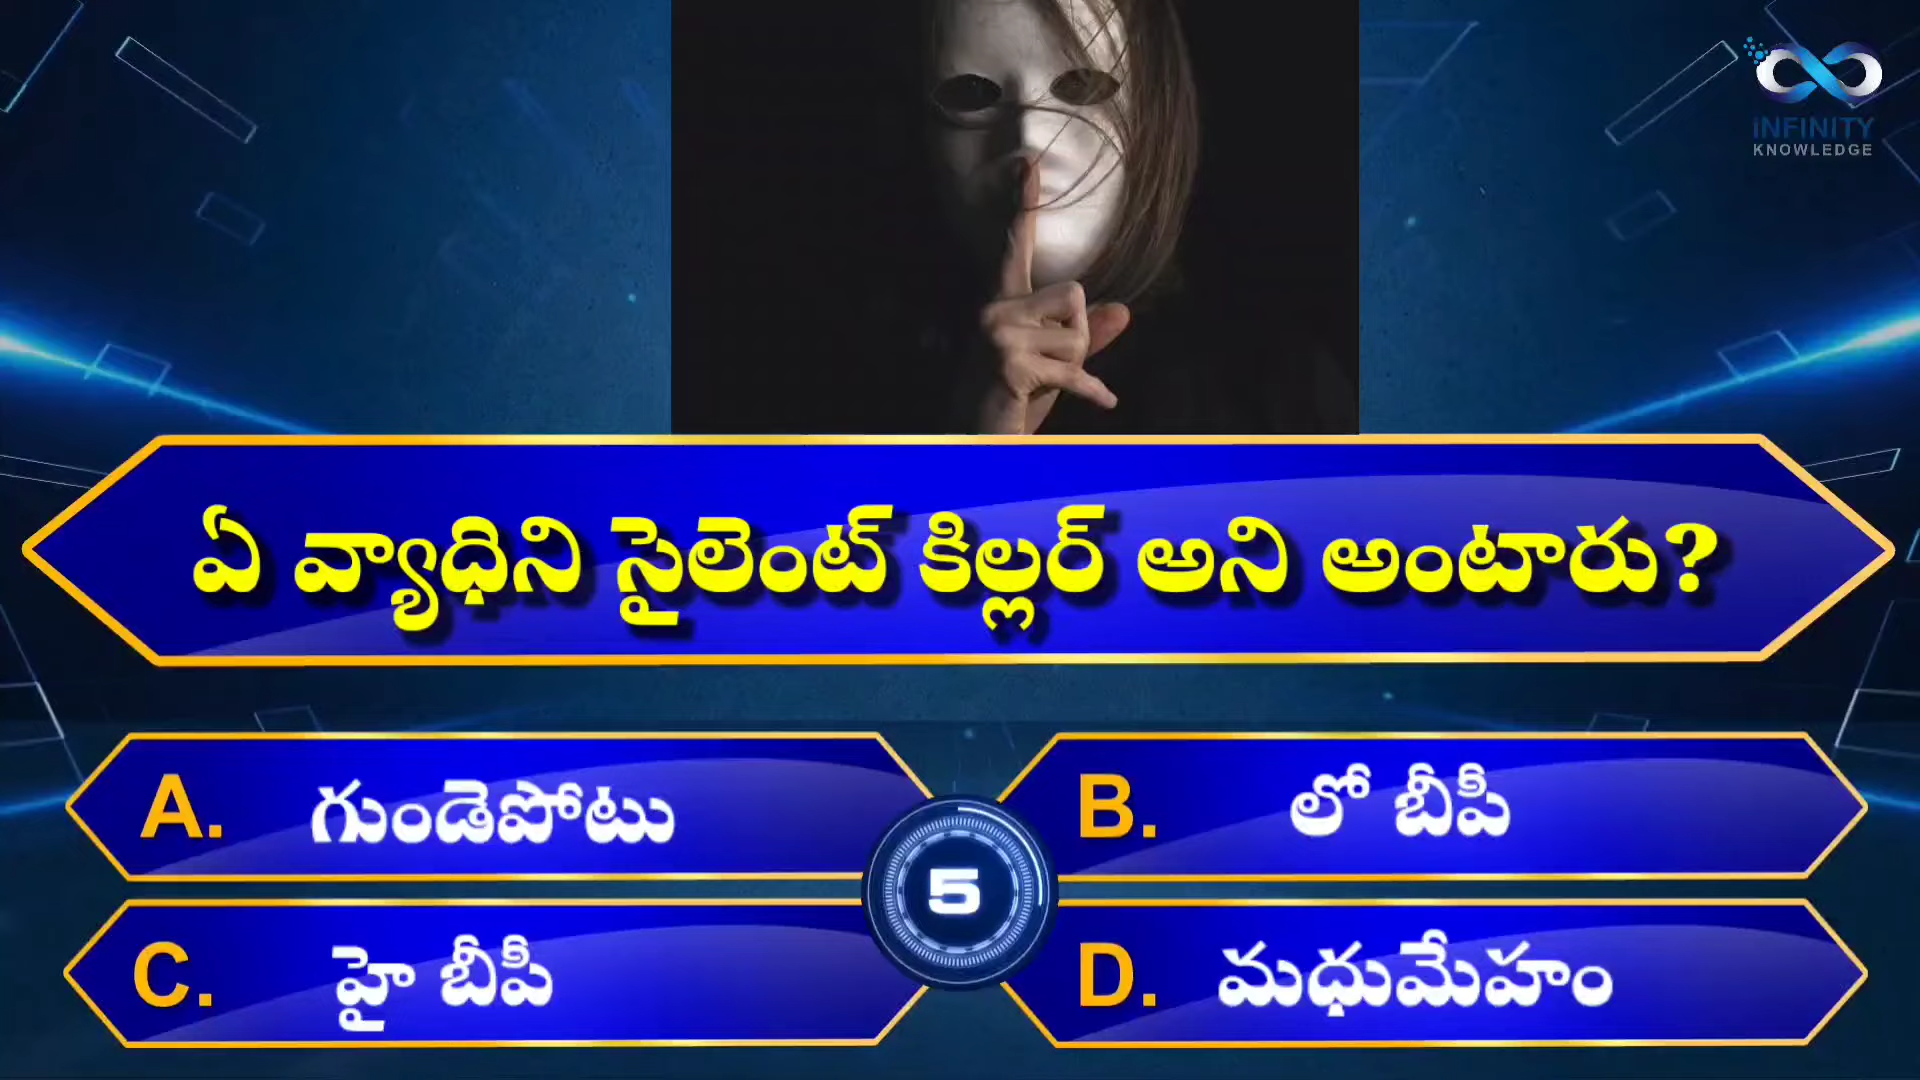 INFINITY
KNOWLEDGE
ఏ వ్యాధిని సైలెంట్ కిల్లర్ అని అంటారు?
A. గుండెపోటు
B. లో బీపీ
5
C. హై బీపీ
D. మధుమేహం